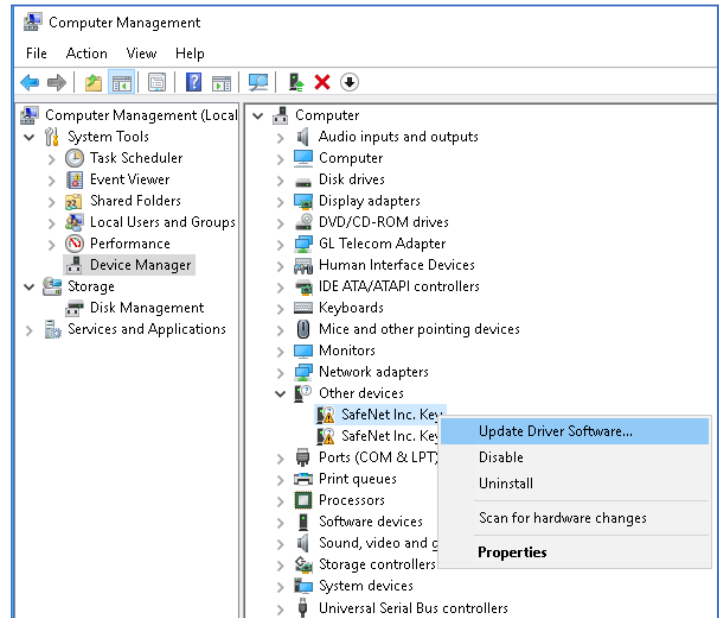 Computer Management
File Action View Help
Computer Management (Local
System Tools
Task Scheduler
Event Viewer
Shared Folders
Local Users and Groups
Performance
Device Manager
Storage
Disk Management
Services and Applications
Computer
Audio inputs and outputs
Computer
Disk drives
Display adapters
DVD/CD-ROM drives
GL Telecom Adapter
Human Interface Devices
IDE ATA/ATAPI controllers
Keyboards
Mice and other pointing devices
Monitors
Network adapters
Other devices
SafeNet Inc. Key
SafeNet Inc. Key
Ports (COM & LPT)
Print queues
Processors
Software devices
Sound, video and g
Storage controllers
System devices
Universal Serial Bus controllers
Update Driver Software...
Disable
Uninstall
Scan for hardware changes
Properties